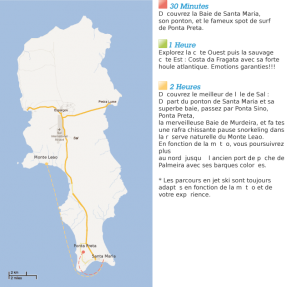 30 Minutes
D couvrez la Baie de Santa Maria,
son ponton, et le fameux spot de surf
de Ponta Preta.
1 Heure
Explorez la c te Ouest puis la sauvage
c te Est : Costa da Fragata avec sa forte
houle atlantique. Emotions garanties!!!
2 Heures
D couvrez le meilleur de l le de Sal :
D part du ponton de Santa Maria et sa
superbe baie, passez par Ponta Sino,
Ponta Preta,
la merveilleuse Baie de Murdeira, et fa tes
une rafra chissante pause snorkeling dans
la r serve naturelle du Monte Leao.
En fonction de la m t o, vous poursuivrez
plus
au nord jusqu l ancien port de p che de
Palmeira avec ses barques color es.
* Les parcours en jet ski sont toujours
adapt s en fonction de la m t o et de
votre exp rience.
Espargos
Pedra Lume
Sal
Monte Leão
Ponta Preta
Santa Maria
2 km
2 miles